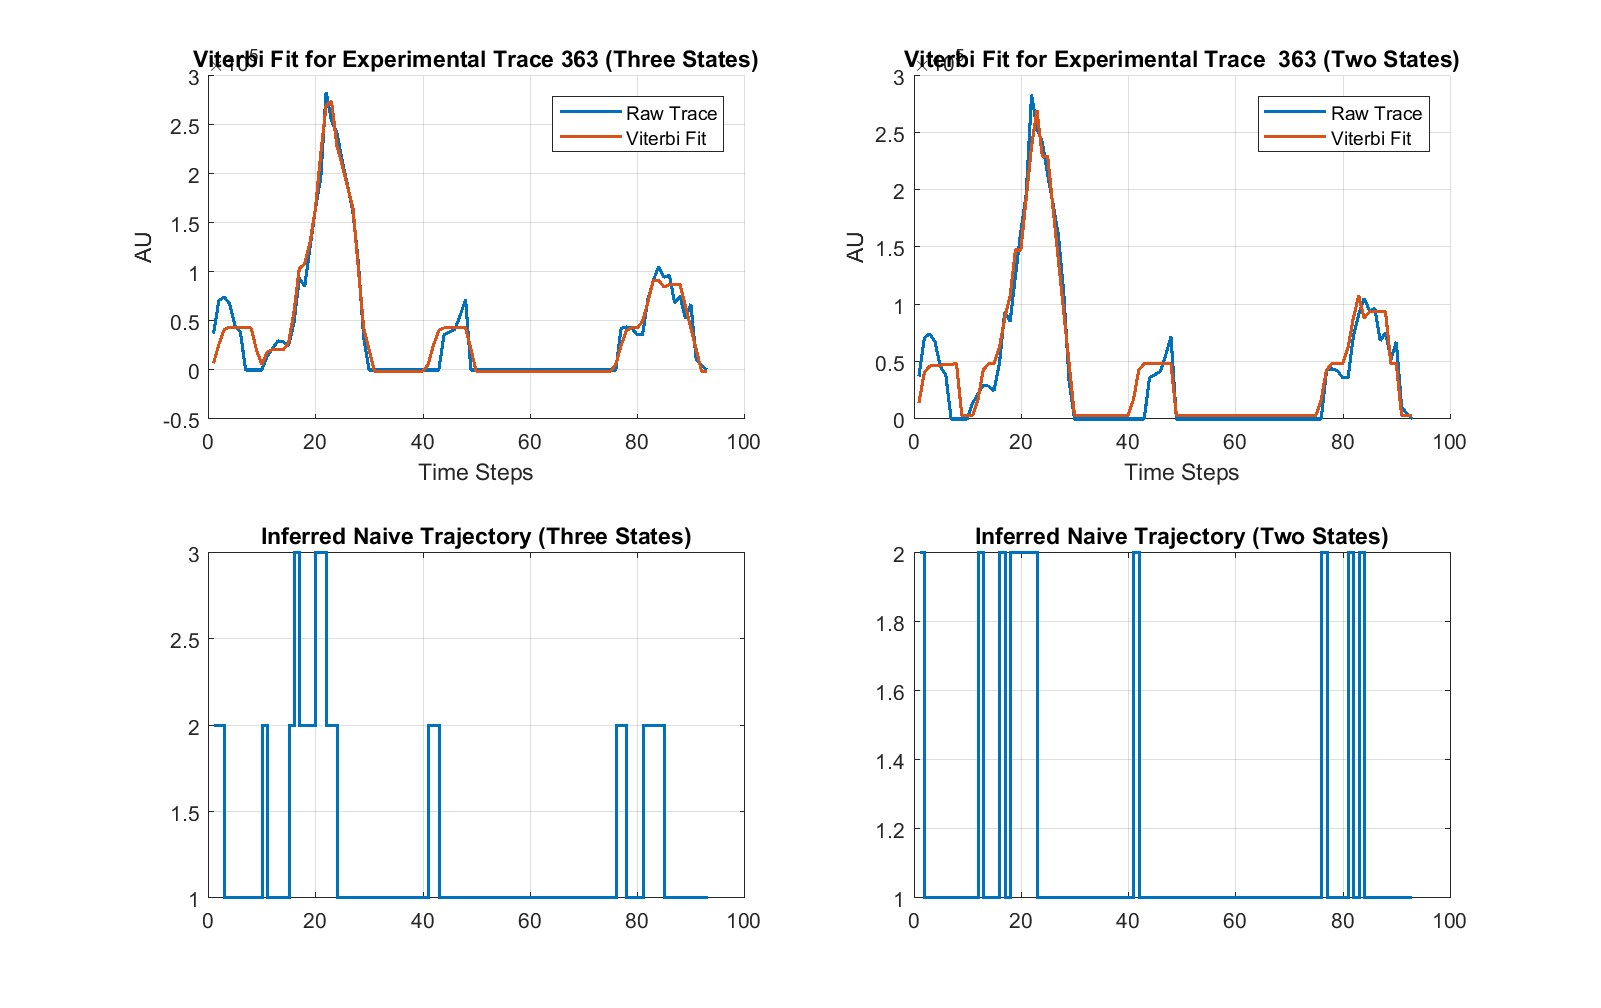 Viterbi Fit for Experimental Trace 363 (Three States)
×10^5
3
2.5
2
1.5
1
0.5
0
-0.5
AU
0 20 40 60 80 100
Time Steps
Raw Trace
Viterbi Fit
Viterbi Fit for Experimental Trace 363 (Two States)
×10^5
3
2.5
2
1.5
1
0.5
0
AU
0 20 40 60 80 100
Time Steps
Raw Trace
Viterbi Fit
Inferred Naive Trajectory (Three States)
3
2.5
2
1.5
1
0 20 40 60 80 100
Inferred Naive Trajectory (Two States)
2
1.8
1.6
1.4
1.2
1
0 20 40 60 80 100